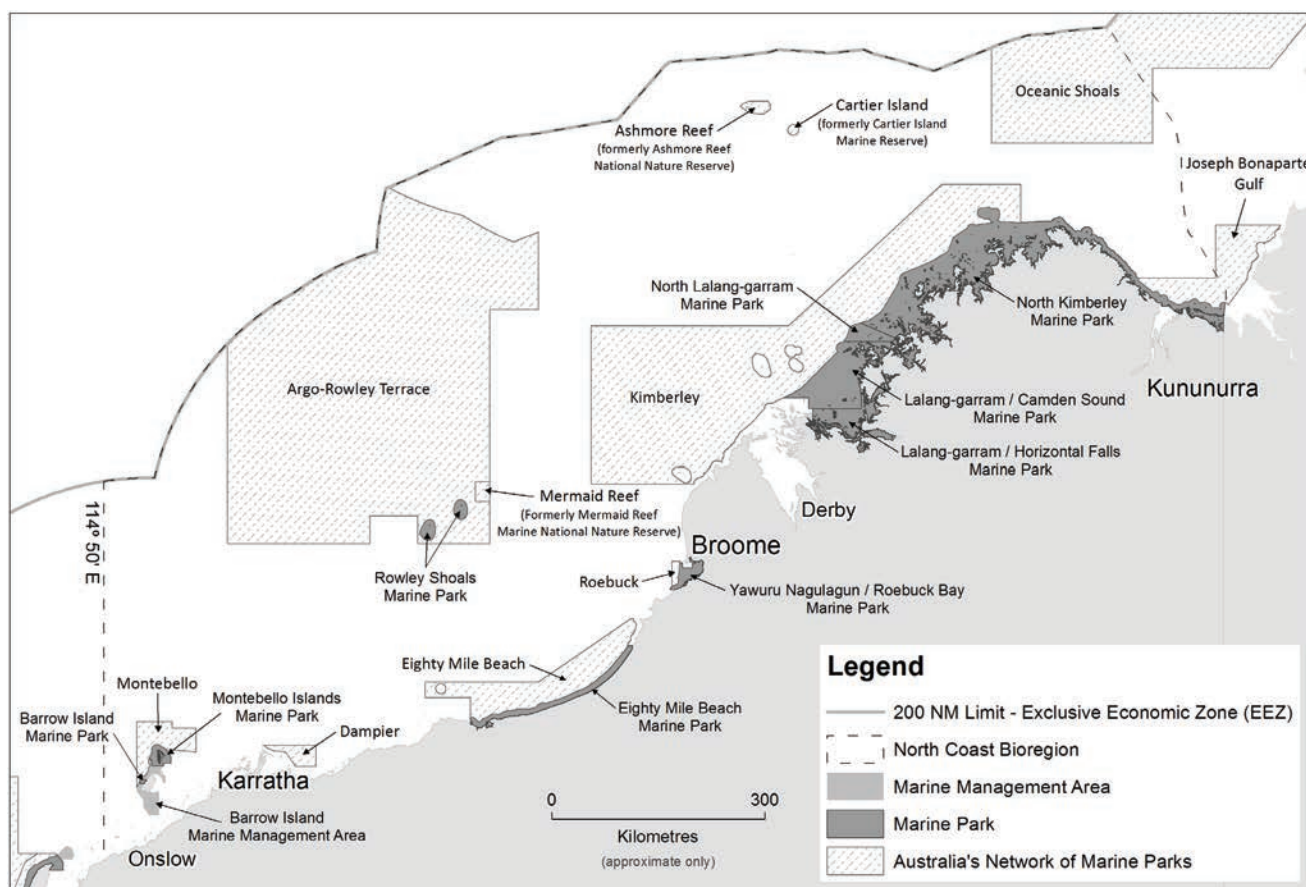 Oceanic Shoals
Cartier Island
(formerly Cartier Island
Marine Reserve)
Ashmore Reef
(formerly Ashmore Reef
National Nature Reserve)
Joseph Bonaparte
Gulf
North Lalang-garram
Marine Park
North Kimberley
Marine Park
Argo-Rowley Terrace
Kimberley
Kununurra
Lalang-garram / Camden Sound
Marine Park
Lalang-garram / Horizontal Falls
Marine Park
Mermaid Reef
(Formerly Mermaid Reef
Marine National Nature Reserve)
Derby
114° 50' E
Broome
Rowley Shoals
Marine Park
Roebuck
Yawuru Nagulagun / Roebuck Bay
Marine Park
Eighty Mile Beach
Montebello
Montebello Islands
Marine Park
Barrow Island
Marine Park
Eighty Mile Beach
Marine Park
Dampier
Karratha
Barrow Island
Marine Management Area
Onslow
0 300
Kilometres
(approximate only)
Legend
200 NM Limit - Exclusive Economic Zone (EEZ)
North Coast Bioregion
Marine Management Area
Marine Park
Australia's Network of Marine Parks